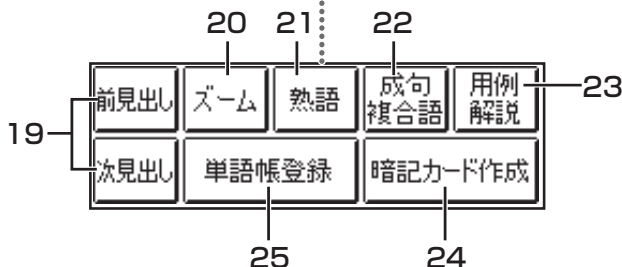 20 21 22
前見出し ズーム 熟語 成句 複合語 用例 解説 23
19
次見出し 単語帳登録 暗記カード作成
25 24